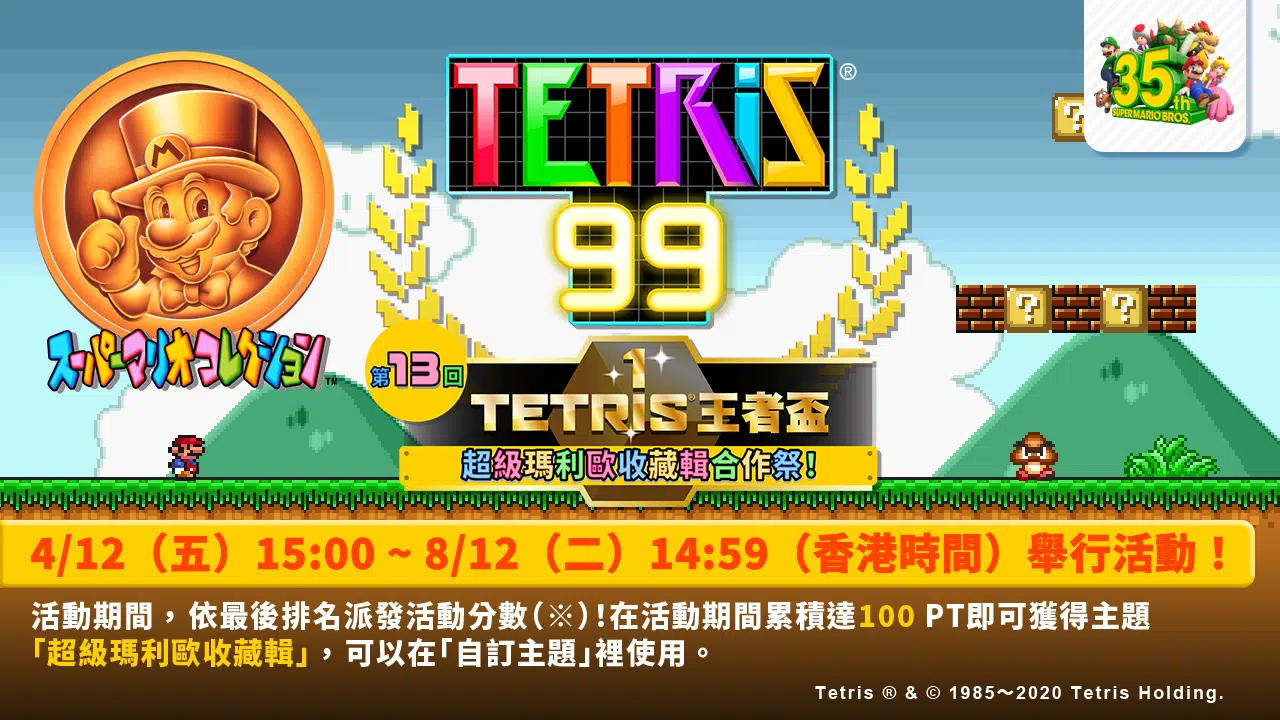 35th
SUPER MARIO BROS.
TETRIS®
99
M
スーパーマリオコレクション™
第13回
1
TETRIS®王者盃
超級瑪利歐收藏輯合作祭!
4/12（五）15:00 ~ 8/12（二）14:59（香港時間）舉行活動！
活動期間，依最後排名派發活動分數(※)!在活動期間累積達100 PT即可獲得主題
「超級瑪利歐收藏輯」，可以在「自訂主題」裡使用。
Tetris ® & © 1985～2020 Tetris Holding.